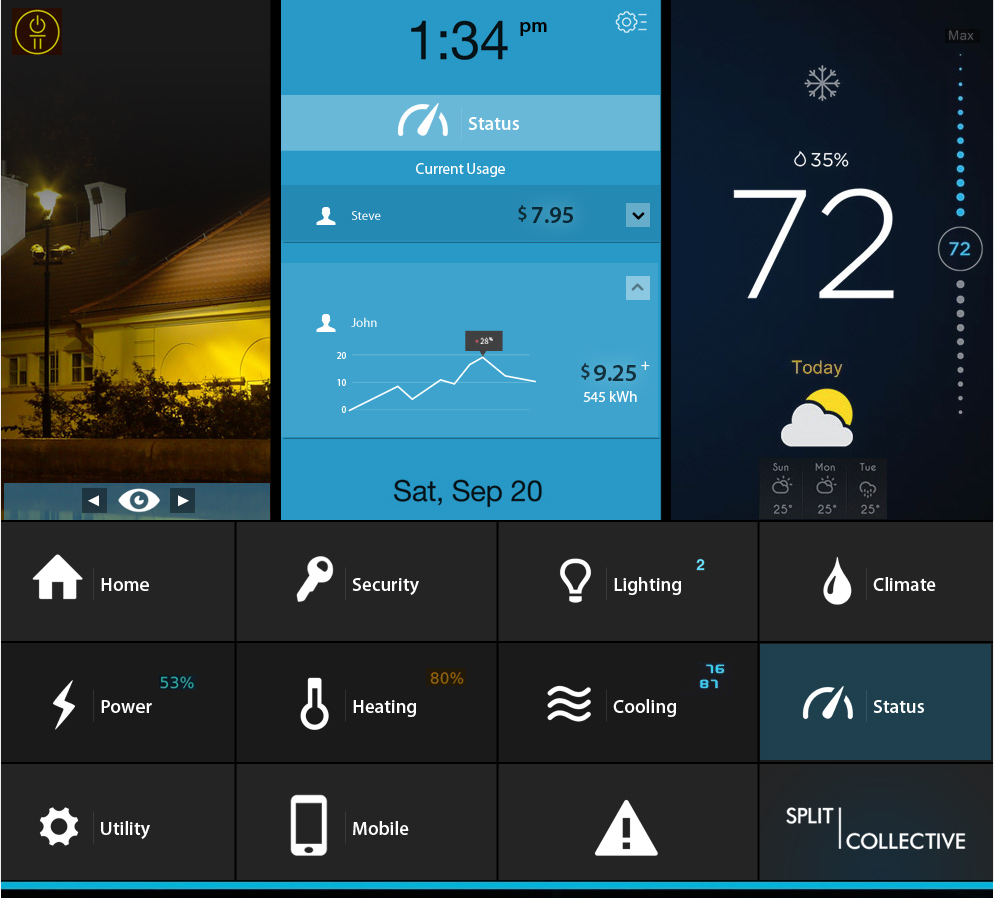 1:34 pm
Status
Current Usage
Steve
$7.95
John
28%
20
10
0
$9.25+
545 kWh
Sat, Sep 20
Max
35%
72
72
Today
Sun Mon Tue
25° 25° 25°
Home
Security
Lighting 2
Climate
Power 53%
Heating 80%
Cooling 76
87
Status
Utility
Mobile
SPLIT
COLLECTIVE